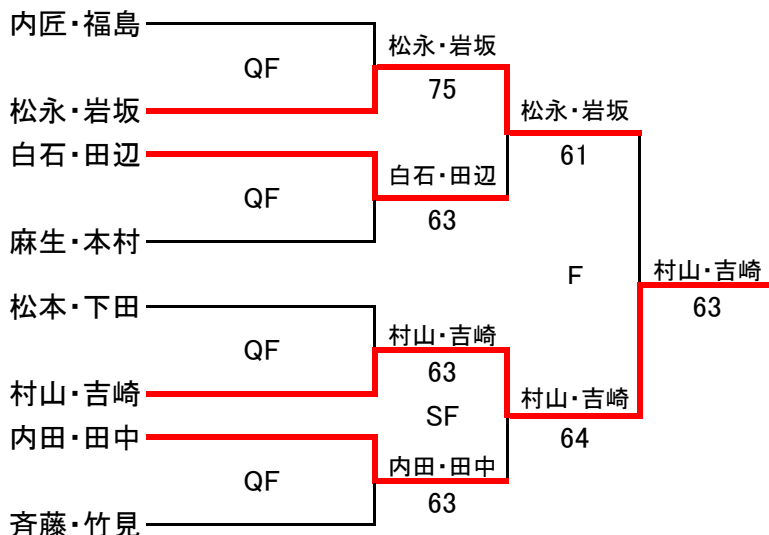 内匠・福島
松永・岩坂
QF
75
松永・岩坂
松永・岩坂
61
白石・田辺
白石・田辺
QF
63
麻生・本村
F
村山・吉崎
63
松本・下田
村山・吉崎
QF
63
村山・吉崎
SF
村山・吉崎
64
内田・田中
内田・田中
QF
63
斉藤・竹見